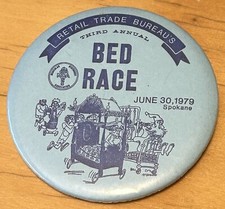 RETAIL TRADE BUREAU'S
THIRD ANNUAL
BED
RACE
JUNE 30, 1979
Spokane